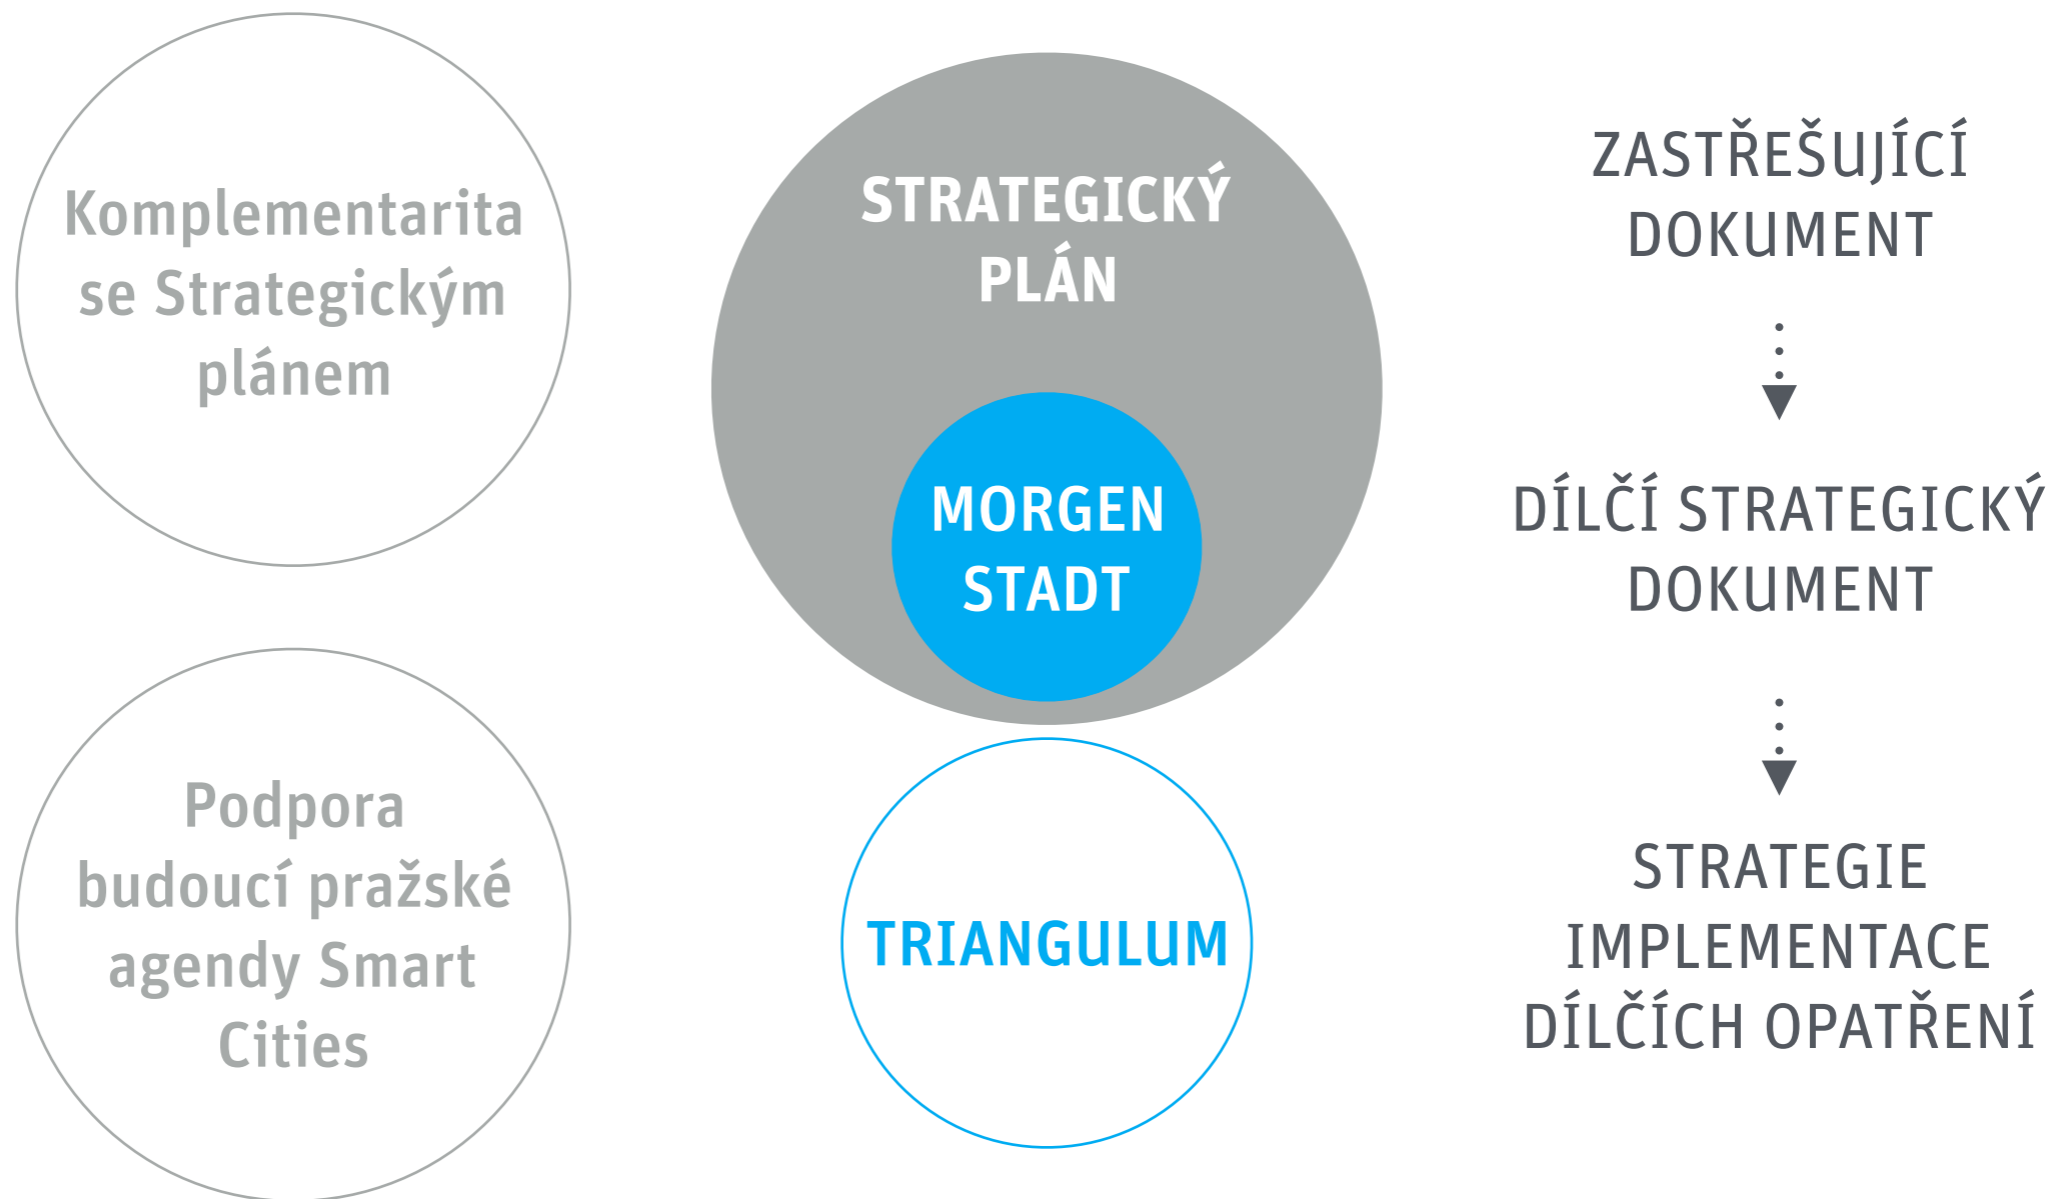 Komplementarita
se Strategickým
plánem
Podpora
budoucí pražské
agendy Smart
Cities
STRATEGICKÝ
PLÁN
MORGEN
STADT
TRIANGULUM
ZASTŘEŠUJÍCÍ
DOKUMENT
DÍLČÍ STRATEGICKÝ
DOKUMENT
STRATEGIE
IMPLEMENTACE
DÍLČÍCH OPATŘENÍ